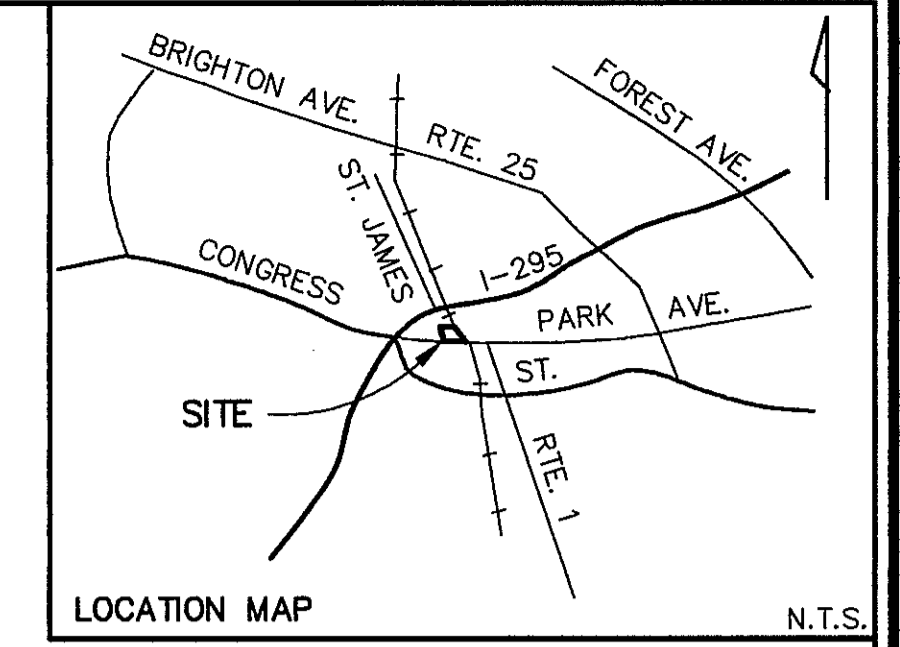 BRIGHTON AVE.
RTE. 25
FOREST AVE.
ST. JAMES
CONGRESS
I-295
PARK AVE.
ST.
SITE
RTE. 1
LOCATION MAP
N.T.S.